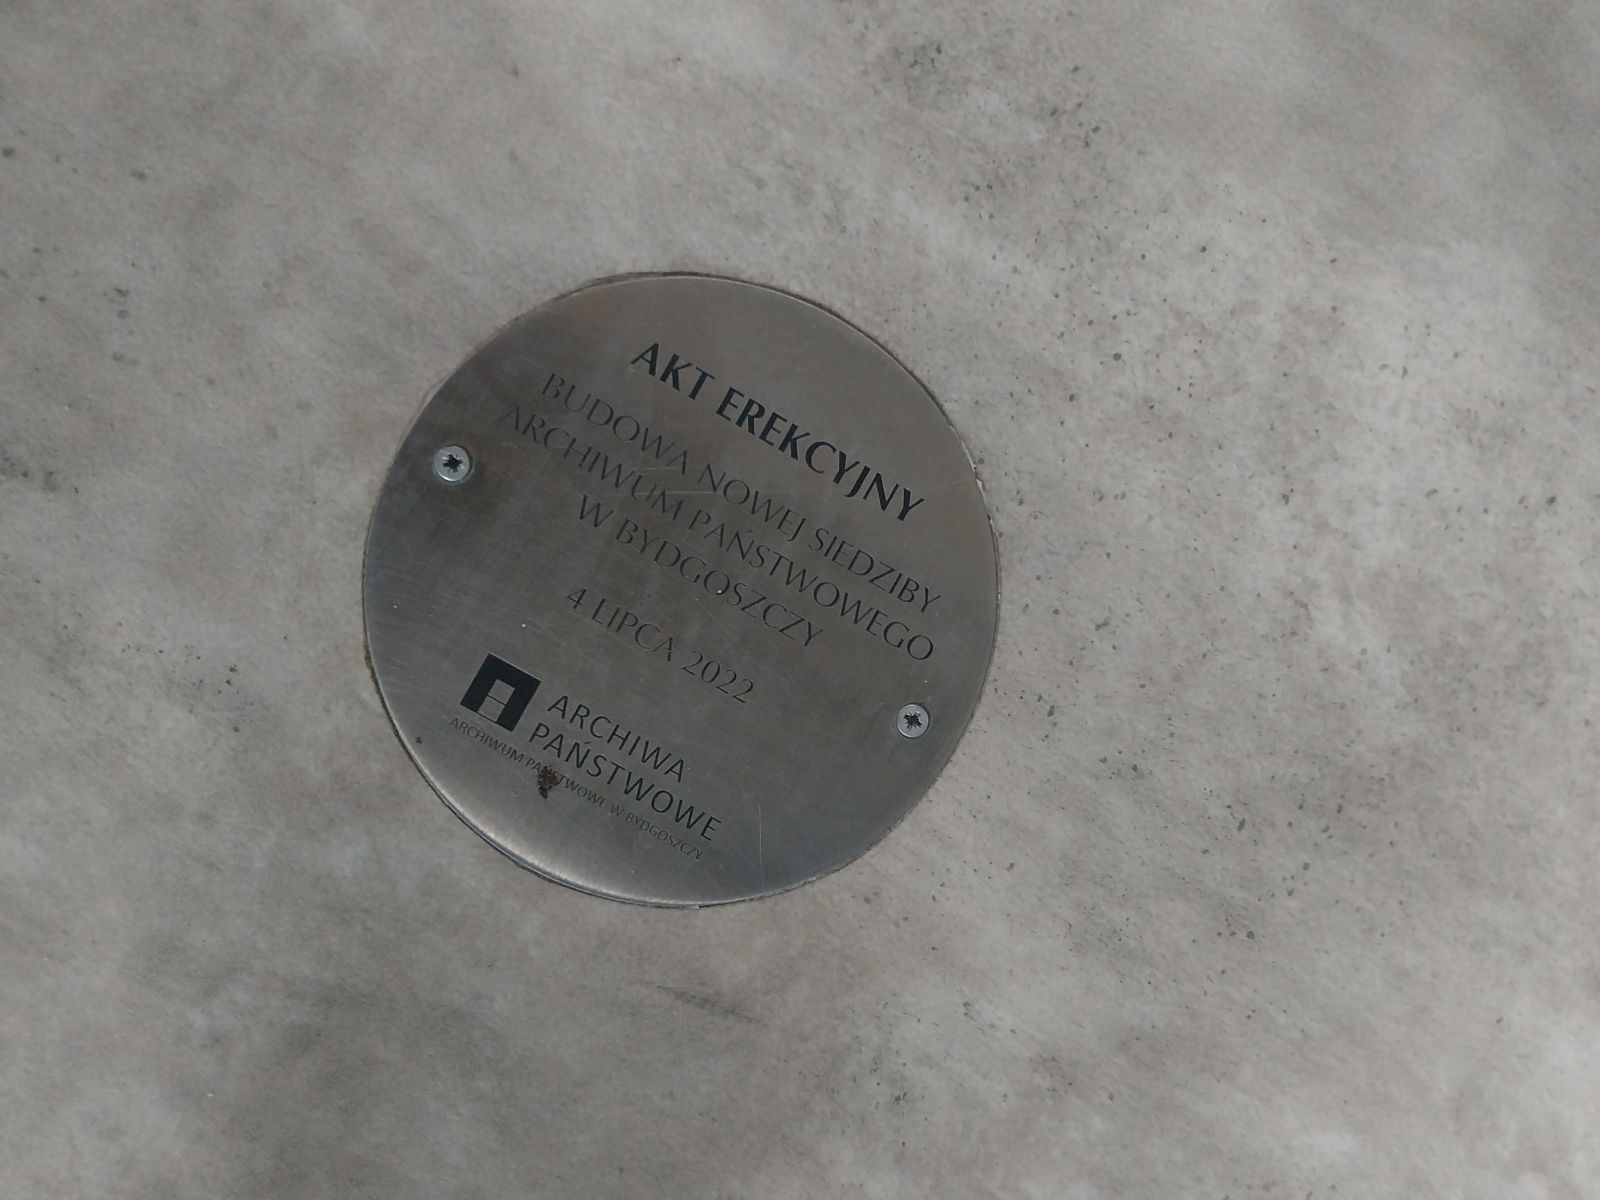 AKT EREKCYJNY
BUDOWA NOWEJ SIEDZIBY
ARCHIWUM PAŃSTWOWEGO
W BYDGOSZCZY
4 LIPCA 2022
ARCHIWA
PAŃSTWOWE
ARCHIWUM PAŃSTWOWE W BYDGOSZCZY